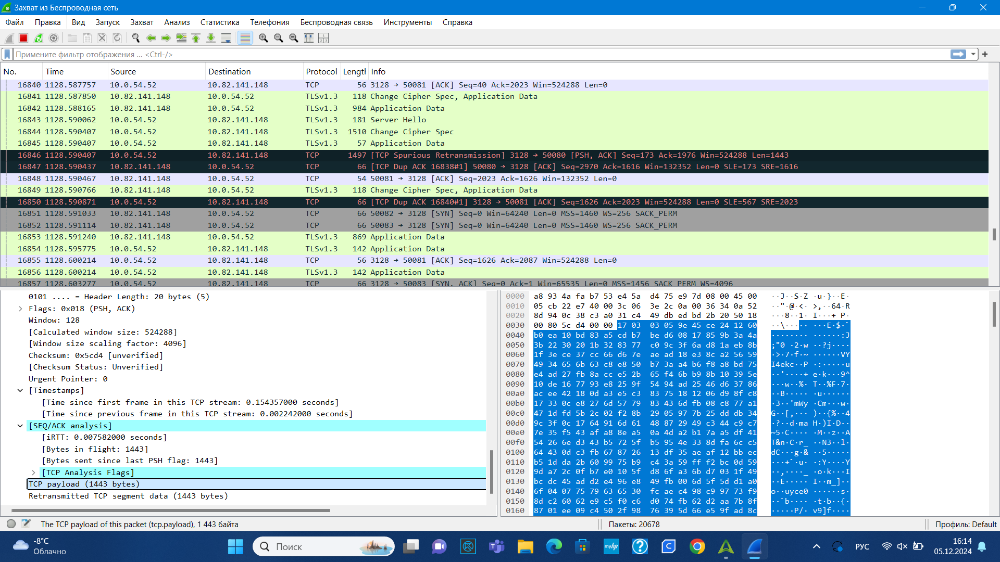 Захват из Беспроводная сеть
Файл Правка Вид Запуск Захват Анализ Статистика Телефония Беспроводная связь Инструменты Справка
Примените фильтр отображения ... <Ctrl-/>
No. Time Source Destination Protocol Length Info
16840 1128.587757 10.0.54.52 10.82.141.148 TCP 56 3128 → 50081 [ACK] Seq=40 Ack=2023 Win=524288 Len=0
16841 1128.587850 10.82.141.148 10.0.54.52 TLSv1.3 118 Change Cipher Spec, Application Data
16842 1128.588165 10.82.141.148 10.0.54.52 TLSv1.3 984 Application Data
16843 1128.590062 10.0.54.52 10.82.141.148 TLSv1.3 181 Server Hello
16844 1128.590407 10.0.54.52 10.82.141.148 TLSv1.3 1510 Change Cipher Spec
16845 1128.590407 10.0.54.52 10.82.141.148 TLSv1.3 57 Application Data
16846 1128.590407 10.0.54.52 10.82.141.148 TCP 1497 [TCP Spurious Retransmission] 3128 → 50080 [PSH, ACK] Seq=173 Ack=1976 Win=524288 Len=1443
16847 1128.590437 10.82.141.148 10.0.54.52 TCP 66 [TCP Dup ACK 16838#1] 50080 → 3128 [ACK] Seq=2970 Ack=1616 Win=132352 Len=0 SLE=173 SRE=1616
16848 1128.590467 10.82.141.148 10.0.54.52 TCP 54 50081 → 3128 [ACK] Seq=2023 Ack=1626 Win=132352 Len=0
16849 1128.590766 10.82.141.148 10.0.54.52 TLSv1.3 118 Change Cipher Spec, Application Data
16850 1128.590871 10.0.54.52 10.82.141.148 TCP 66 [TCP Dup ACK 16840#1] 3128 → 50081 [ACK] Seq=1626 Ack=2023 Win=524288 Len=0 SLE=567 SRE=2023
16851 1128.591033 10.82.141.148 10.0.54.52 TCP 66 50082 → 3128 [SYN] Seq=0 Win=64240 Len=0 MSS=1460 WS=256 SACK_PERM
16852 1128.591114 10.82.141.148 10.0.54.52 TCP 66 50083 → 3128 [SYN] Seq=0 Win=64240 Len=0 MSS=1460 WS=256 SACK_PERM
16853 1128.591240 10.82.141.148 10.0.54.52 TLSv1.3 869 Application Data
16854 1128.595775 10.0.54.52 10.82.141.148 TLSv1.3 142 Application Data
16855 1128.600214 10.0.54.52 10.82.141.148 TCP 56 3128 → 50081 [ACK] Seq=1626 Ack=2087 Win=524288 Len=0
16856 1128.600214 10.0.54.52 10.82.141.148 TLSv1.3 142 Application Data
16857 1128.603277 10.0.54.52 10.82.141.148 TCP 66 3128 → 50083 [SYN, ACK] Seq=0 Ack=1 Win=65535 Len=0 MSS=1456 SACK_PERM WS=4096
0101 .... = Header Length: 20 bytes (5)
Flags: 0x018 (PSH, ACK)
Window: 128
[Calculated window size: 524288]
[Window size scaling factor: 4096]
Checksum: 0x5cd4 [unverified]
[Checksum Status: Unverified]
Urgent Pointer: 0
[Timestamps]
[Time since first frame in this TCP stream: 0.154357000 seconds]
[Time since previous frame in this TCP stream: 0.002242000 seconds]
[SEQ/ACK analysis]
[iRTT: 0.007582000 seconds]
[Bytes in flight: 1443]
[Bytes sent since last PSH flag: 1443]
[TCP Analysis Flags]
TCP payload (1443 bytes)
Retransmitted TCP segment data (1443 bytes)
0000 a8 93 4a fa b7 53 e4 5a d4 75 e9 7d 08 00 45 00 ··J··S·Z ·u·}··E·
0010 05 cb 22 e7 40 00 3c 06 3e 2c 0a 00 36 34 0a 52 ··"·@·<· >,··64·R
0020 8d 94 0c 38 c3 a0 31 c4 49 db ed bd 2b 20 50 18 ···8··1· I···+ P·
0030 00 80 5c d4 00 00 17 03 03 05 9e 45 ce 24 12 60 ··\····· ···E·$·`
0040 b0 ea 10 bd 83 a5 cd b7 be d6 08 17 85 9b 3a 4a ········ ······:J
0050 3b 22 30 20 1b 32 83 77 c0 9c 3f 6a d8 1a eb 8b ;"0 ·2·w ··?j····
0060 1f 3e ce 37 cc 66 d6 7e ae ad 18 e3 8c a2 56 59 ·>·7·f·~ ······VY
0070 49 34 65 6b 63 c8 e8 50 b7 3a a4 b6 f8 a8 bd 75 I4ekc··P ·:·····u
0080 e4 ad 27 fb 8a cc e5 2b 65 f4 6b b9 8b 10 39 5e ··'····+ e·k···9^
0090 10 de 16 77 93 e8 25 9f 54 94 ad 25 46 d6 37 86 ···w··%· T··%F·7·
00a0 ac ee 42 18 0d a3 e5 c3 83 75 18 12 06 d9 8f c8 ··B····· ·u······
00b0 17 33 0c e8 27 6d 57 79 83 43 6d fb 08 c8 77 a1 ·3··'mWy ·Cm···w·
00c0 47 1d fd 5b 2c 02 f2 8b 29 05 97 7b 25 dd db 34 G··[,··· )··{%··4
00d0 9c 3f 0c 17 64 91 6d 61 48 87 29 49 c3 44 c9 c7 ·?··d·ma H·)I·D··
00e0 7e 35 f5 43 af a8 8e a5 0a 4d a2 b1 7a a5 df 41 ~5·C···· ·M··z··A
00f0 54 26 6e d3 43 b5 72 5f b5 95 4e 33 8d fa 6c c5 T&n·C·r_ ··N3··l·
0100 64 43 0d c3 fb 67 87 26 13 df 35 ae af 12 bb ec dC···g·& ··5·····
0110 b5 1d da 2b 60 99 75 b9 c4 3a 59 ff f2 bc 0d 59 ···+`·u· ·:Y····Y
0120 9d a7 2c 0f b7 e0 10 5f d8 6f a3 6b d7 03 1f 49 ··,····_ ·o·k···I
0130 bc dc 45 ad d2 e4 96 e8 49 fb 00 6d 5f 5d d1 a0 ··E····· I··m_]··
0140 6f 04 07 75 79 63 65 30 fc ae c4 98 c9 97 73 f9 o··uyce0 ······s·
0150 8d c2 60 62 e9 c5 f0 c6 d0 74 fb 62 d2 aa 7b 8f ··`b···· ·t·b··{·
0160 87 01 ee 09 c4 50 2f 98 76 39 5d 66 e5 9f ad 8c ·····P/· v9]f····
The TCP payload of this packet (tcp.payload), 1 443 байта Пакеты: 20678 Профиль: Default
-8°C
Облачно
Поиск
myhp
РУС
16:14
05.12.2024